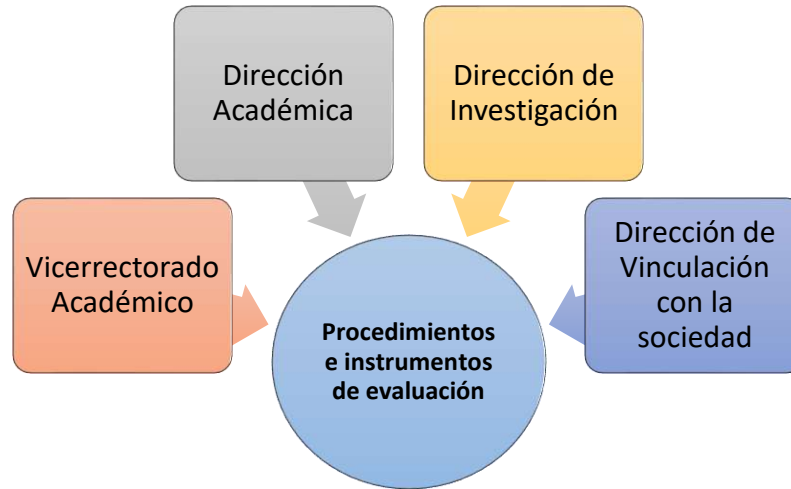 Dirección
Académica
Dirección de
Investigación
Vicerrectorado
Académico
Dirección de
Vinculación
con la
sociedad
Procedimientos
e instrumentos
de evaluación